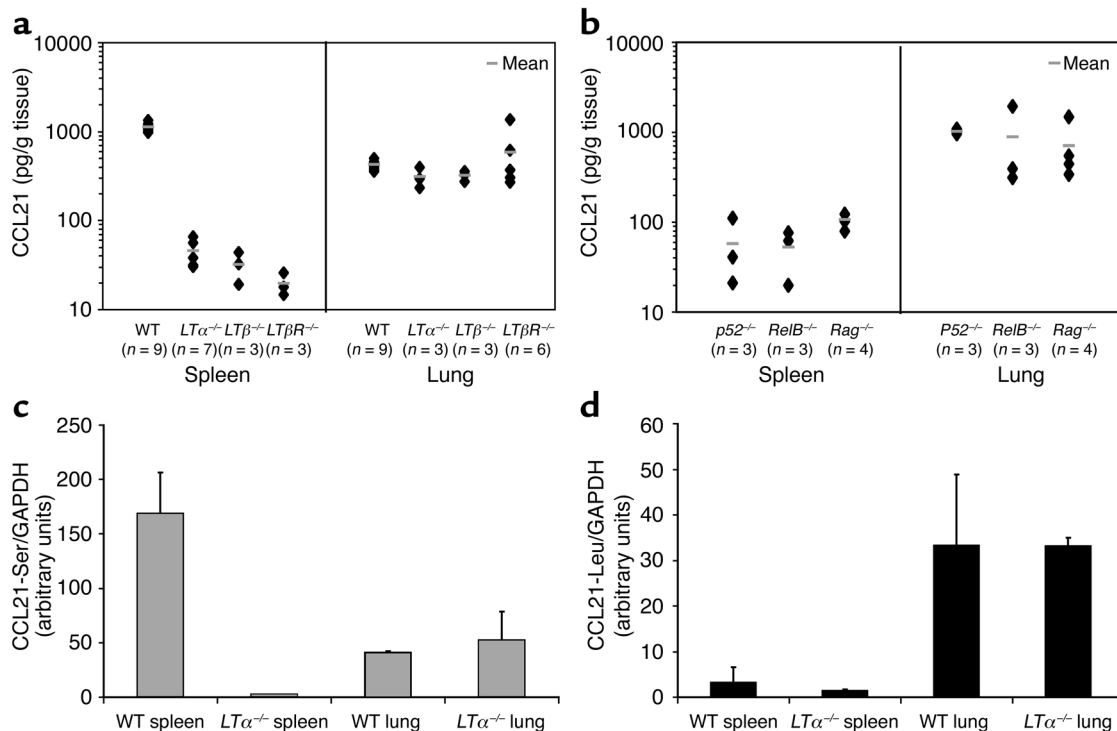 a
10000
1000
100
10
CCL21 (pg/g tissue)
Mean
WT LTα⁻/⁻ LTβ⁻/⁻ LTβR⁻/⁻ WT LTα⁻/⁻ LTβ⁻/⁻ LTβR⁻/⁻
(n = 9) (n = 7) (n = 3) (n = 3) (n = 9) (n = 3) (n = 3) (n = 6)
Spleen Lung
b
10000
1000
100
10
CCL21 (pg/g tissue)
Mean
p52⁻/⁻ RelB⁻/⁻ Rag⁻/⁻ P52⁻/⁻ RelB⁻/⁻ Rag⁻/⁻
(n = 3) (n = 3) (n = 4) (n = 3) (n = 3) (n = 4)
Spleen Lung
c
250
200
150
100
50
0
CCL21-Ser/GAPDH
(arbitrary units)
WT spleen LTα⁻/⁻ spleen WT lung LTα⁻/⁻ lung
d
60
50
40
30
20
10
0
CCL21-Leu/GAPDH
(arbitrary units)
WT spleen LTα⁻/⁻ spleen WT lung LTα⁻/⁻ lung